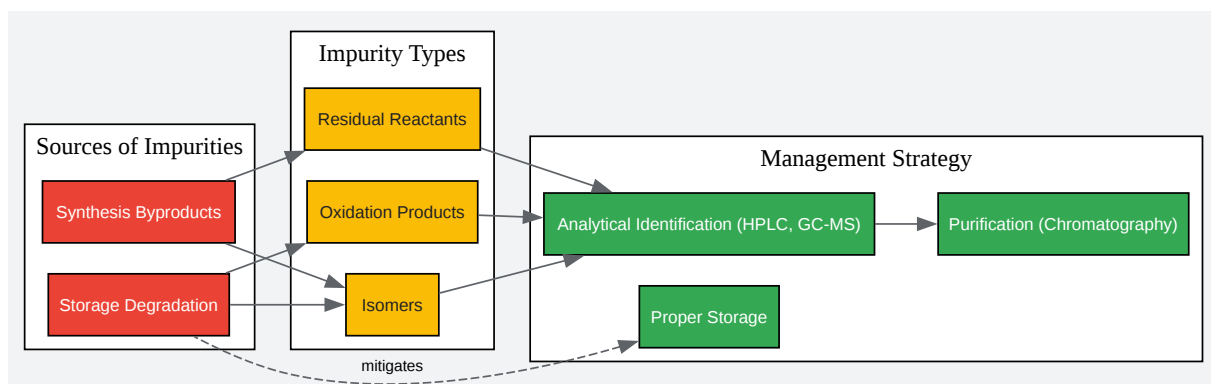 Sources of Impurities
Synthesis Byproducts
Storage Degradation
Impurity Types
Residual Reactants
Oxidation Products
Isomers
mitigates
Management Strategy
Analytical Identification (HPLC, GC-MS)
Purification (Chromatography)
Proper Storage